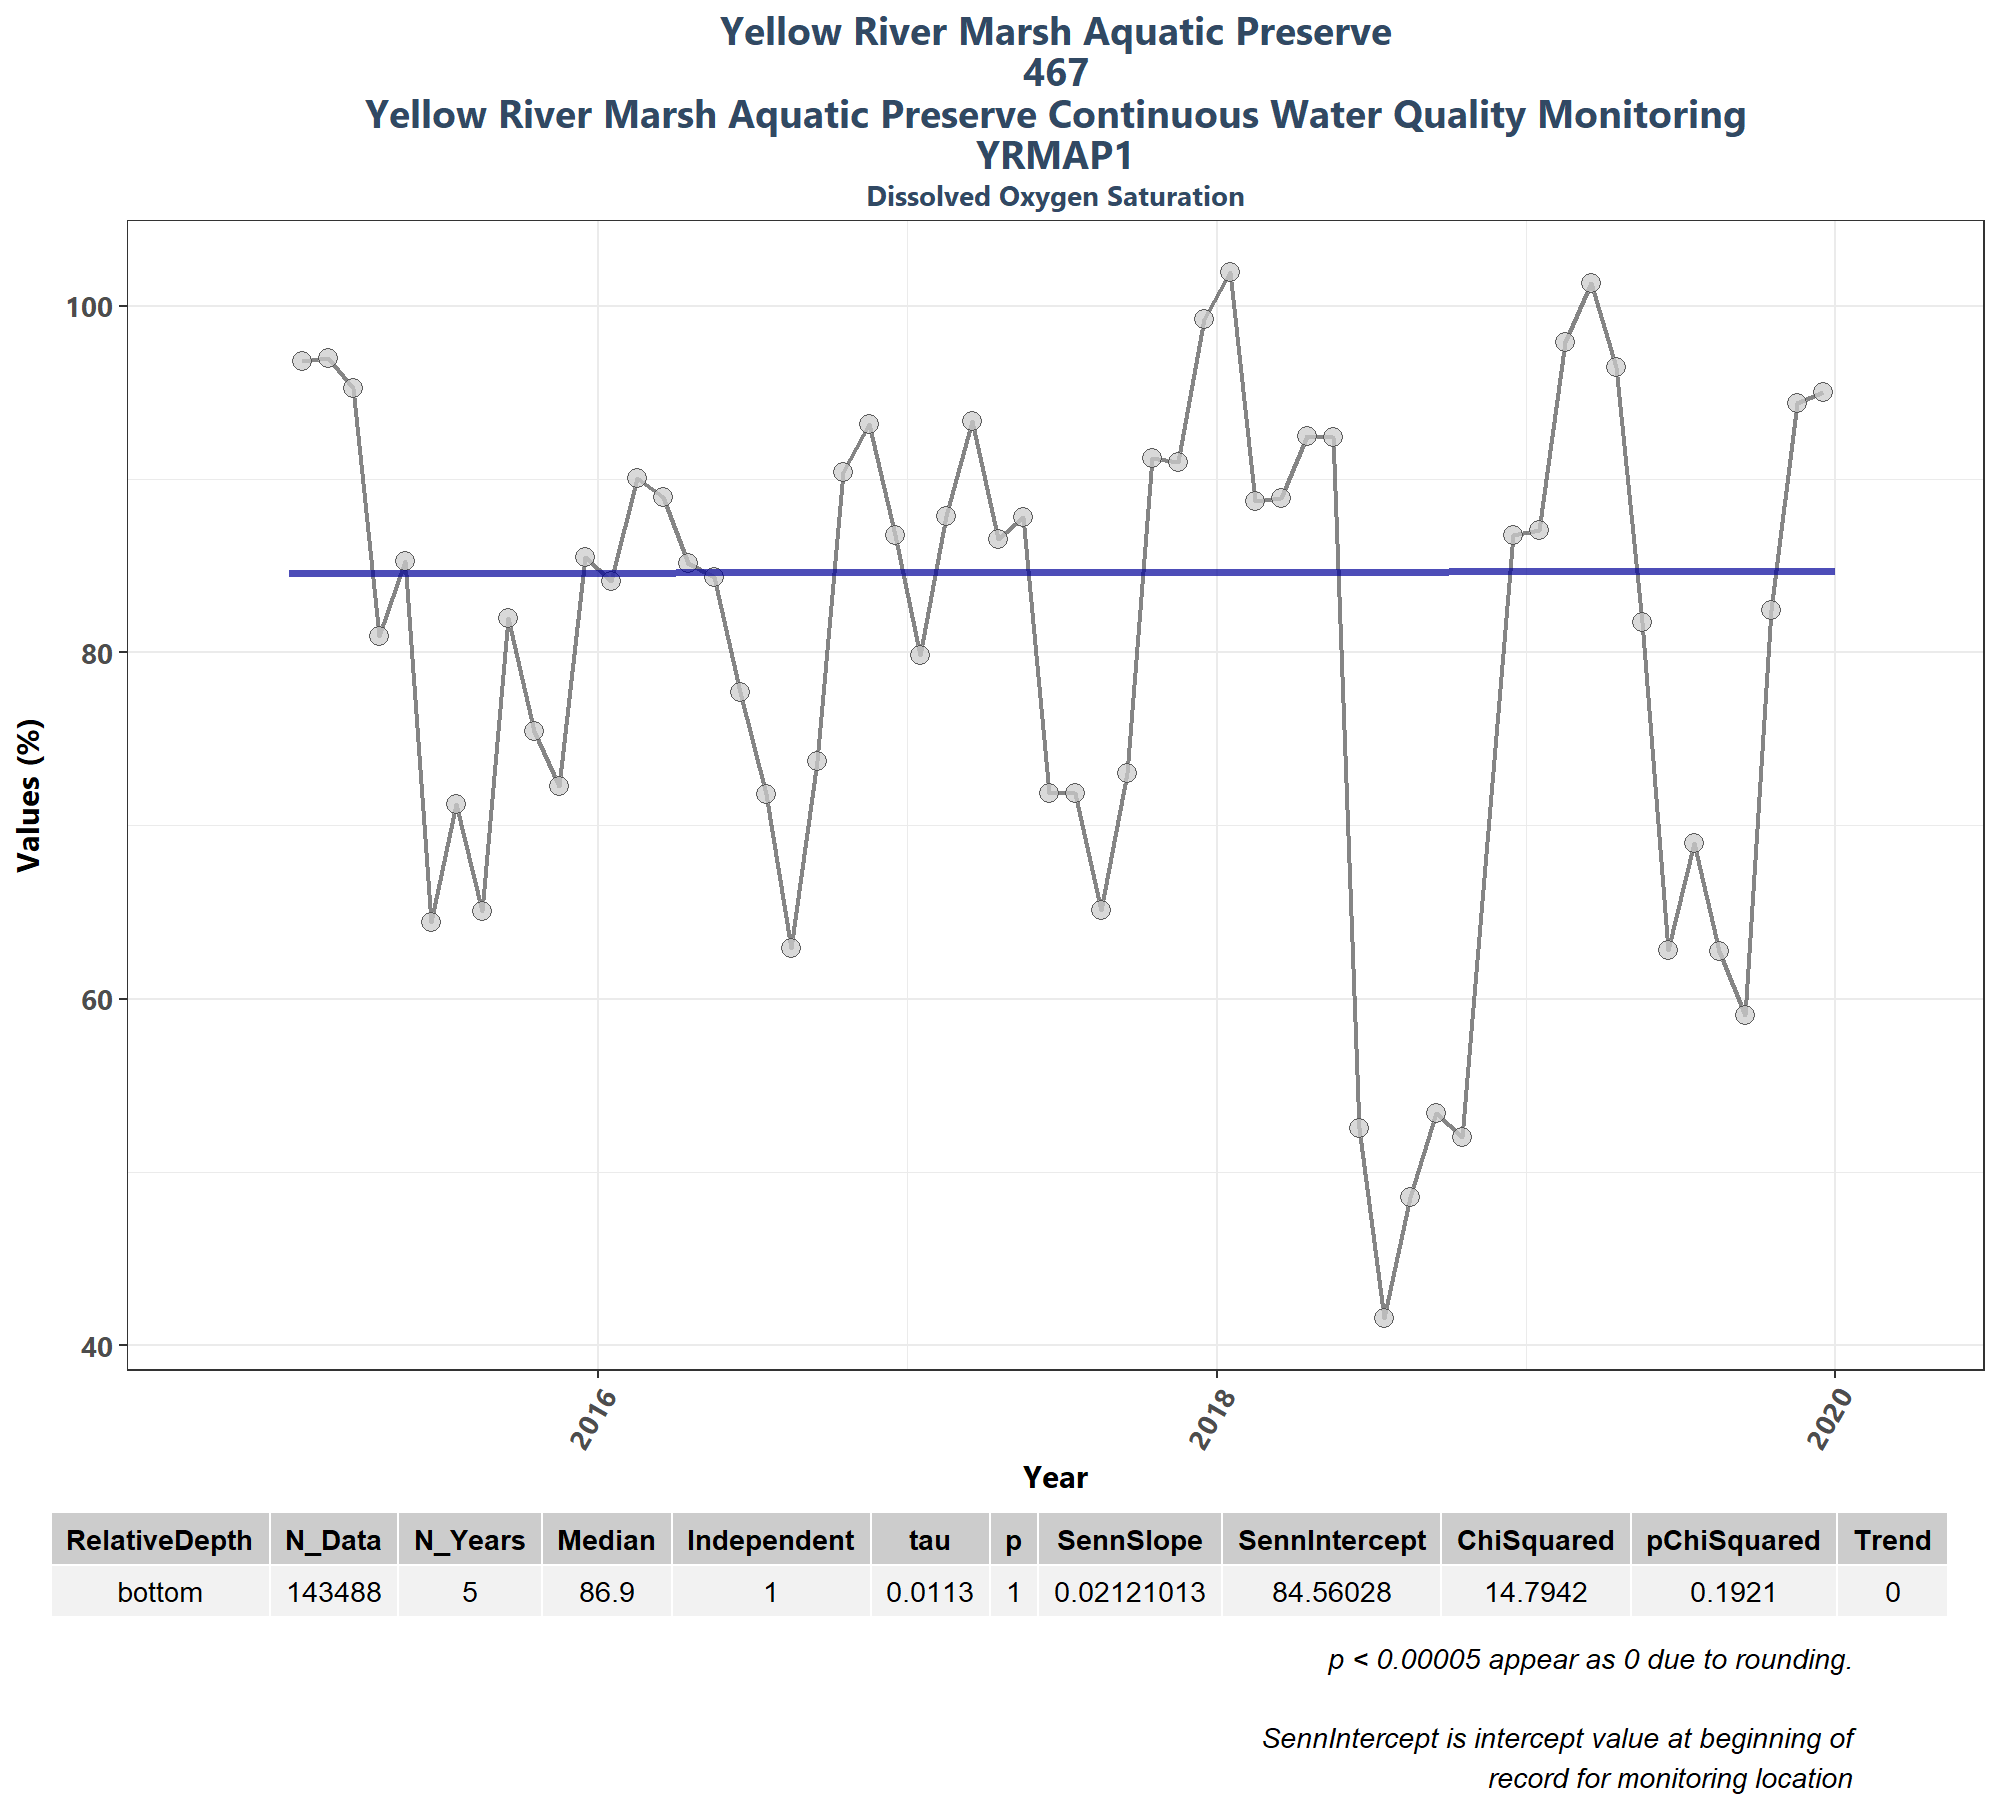 Yellow River Marsh Aquatic Preserve
467
Yellow River Marsh Aquatic Preserve Continuous Water Quality Monitoring
YRMAP1
Dissolved Oxygen Saturation
Values (%)
100
80
60
40
2016
2018
2020
Year
RelativeDepth N_Data N_Years Median Independent tau p SennSlope SennIntercept ChiSquared pChiSquared Trend
bottom 143488 5 86.9 1 0.0113 1 0.02121013 84.56028 14.7942 0.1921 0
p < 0.00005 appear as 0 due to rounding.
SennIntercept is intercept value at beginning of
record for monitoring location